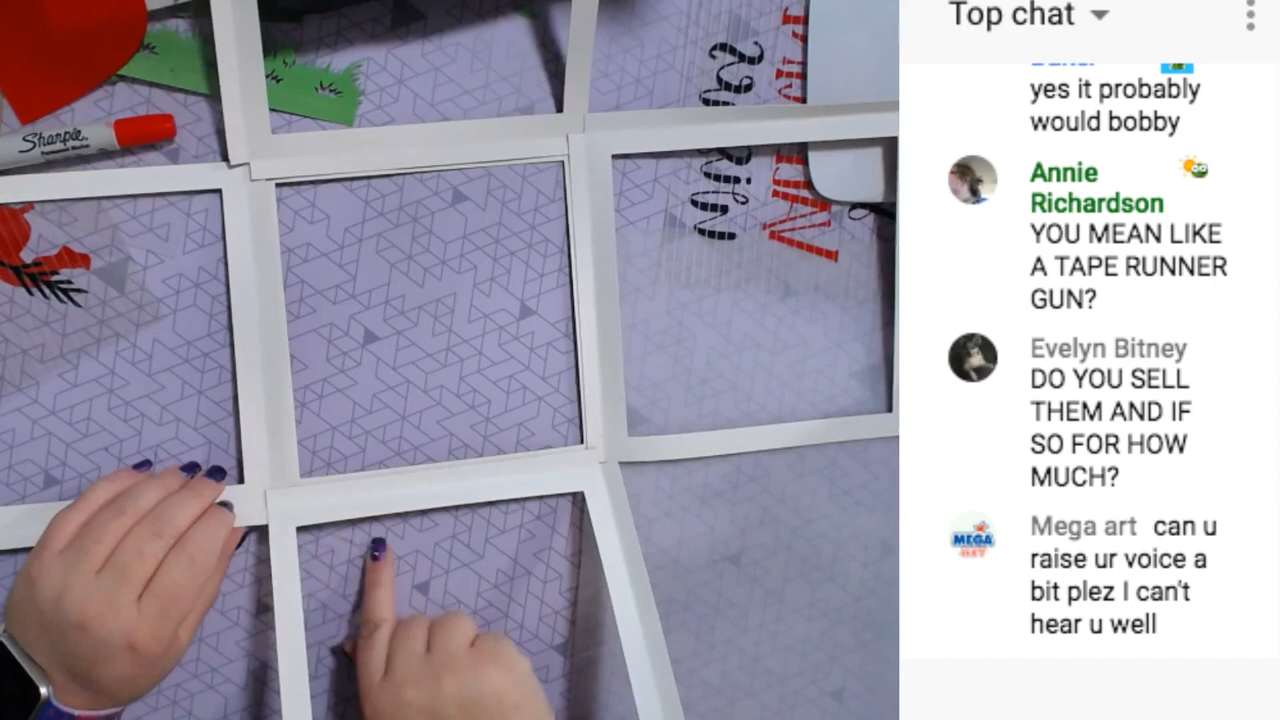 Top chat
yes it probably
would bobby
Annie
Richardson
YOU MEAN LIKE
A TAPE RUNNER
GUN?
Evelyn Bitney
DO YOU SELL
THEM AND IF
SO FOR HOW
MUCH?
MEGA
Mega art can u
raise ur voice a
bit plez I can't
hear u well
Sharpie